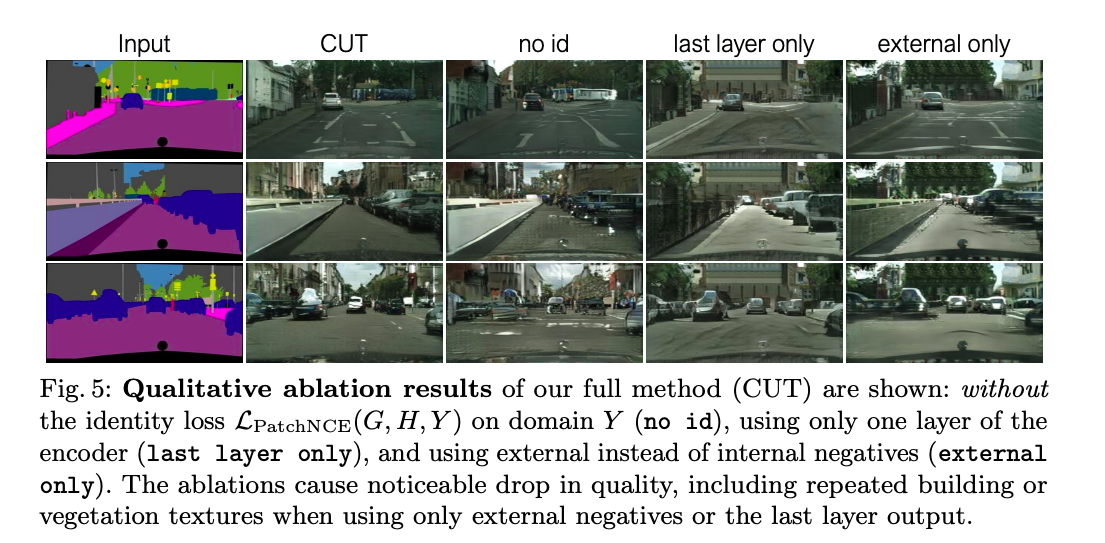 Input CUT no id last layer only external only
Fig. 5: Qualitative ablation results of our full method (CUT) are shown: without
the identity loss ℒPatchNCE(G, H, Y) on domain Y (no id), using only one layer of the
encoder (last layer only), and using external instead of internal negatives (external
only). The ablations cause noticeable drop in quality, including repeated building or
vegetation textures when using only external negatives or the last layer output.